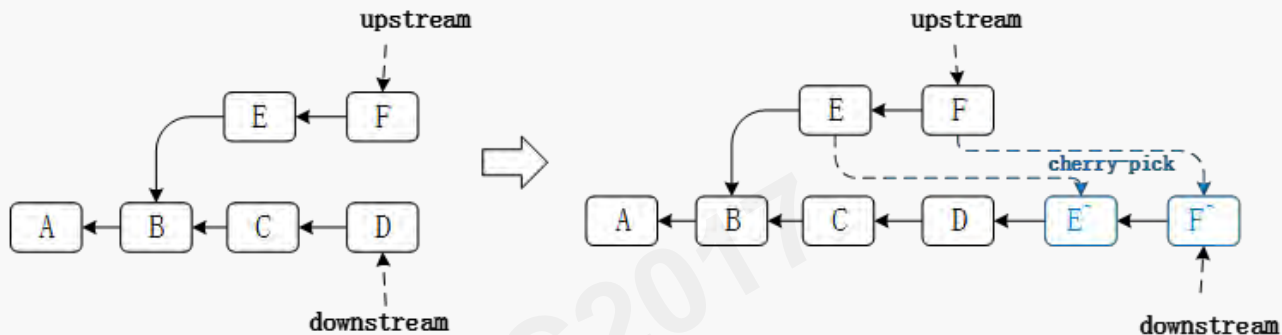 upstream
upstream
E
F
E
F
cherry-pick
A
B
C
D
A
B
C
D
E^
F^
downstream
downstream